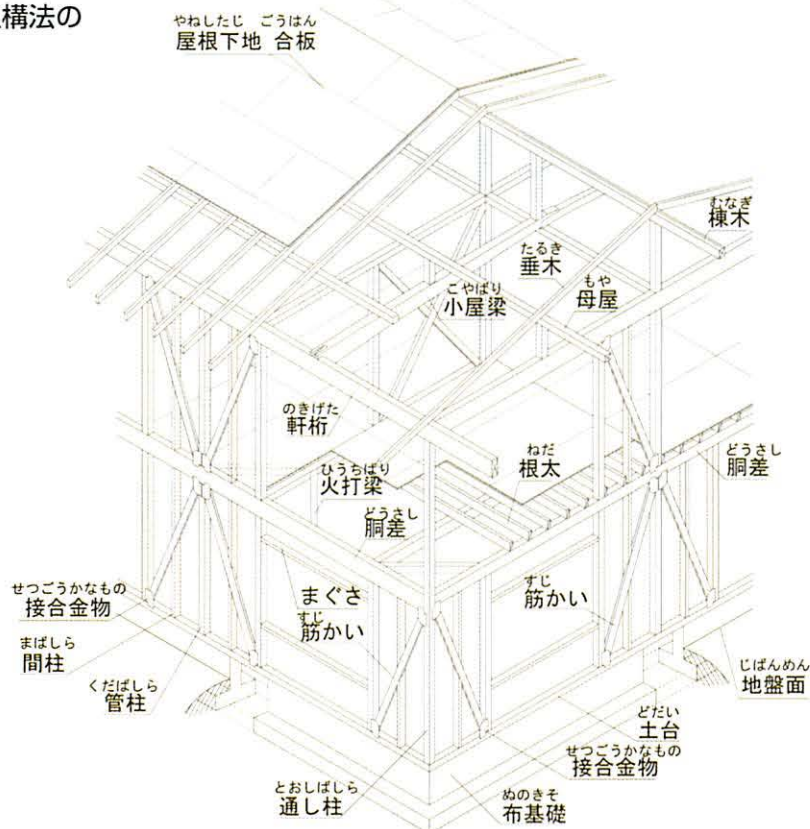 構法の
やねしたじ ごうはん
屋根下地 合板
むなぎ
棟木
たるき
垂木
もや
母屋
こやばり
小屋梁
のきげた
軒桁
ねだ
根太
どうさし
胴差
ひうちばり
火打梁
どうさし
胴差
せつごうかなもの
接合金物
まぐさ
すじ
筋かい
すじ
筋かい
まばしら
間柱
くだばしら
管柱
じばんめん
地盤面
どだい
土台
せつごうかなもの
接合金物
とおしばしら
通し柱
ぬのきそ
布基礎